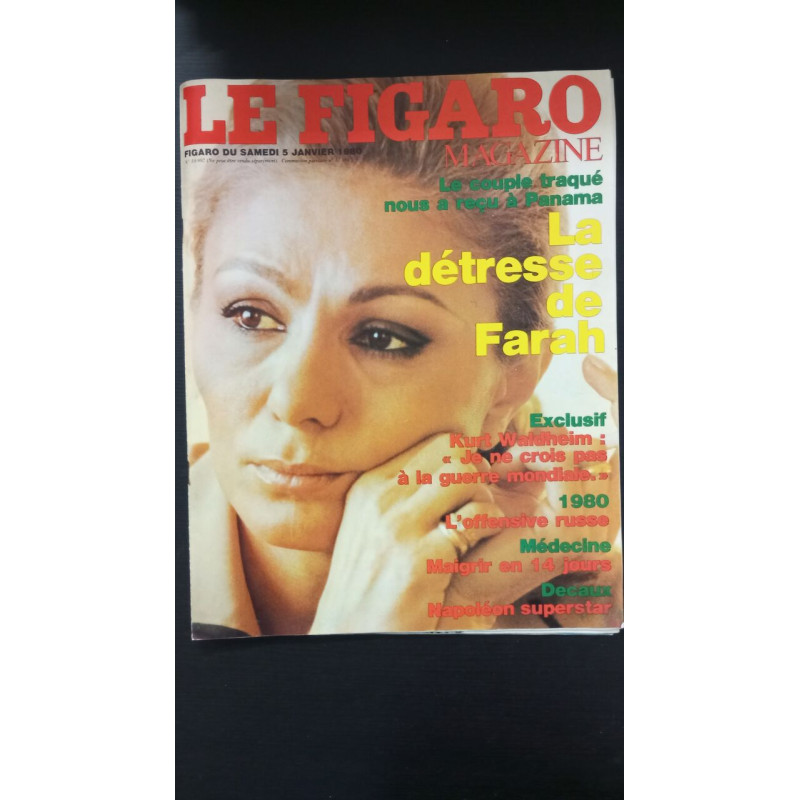 LE FIGARO
MAGAZINE
FIGARO DU SAMEDI 5 JANVIER 1980
Le couple traqué
nous a reçu à Panama
La
détresse
de
Farah
Exclusif
Kurt Waldheim :
« Je ne crois pas
à la guerre mondiale. »
1980
L'offensive russe
Médecine
Maigrir en 14 jours
Decaux
Napoléon superstar